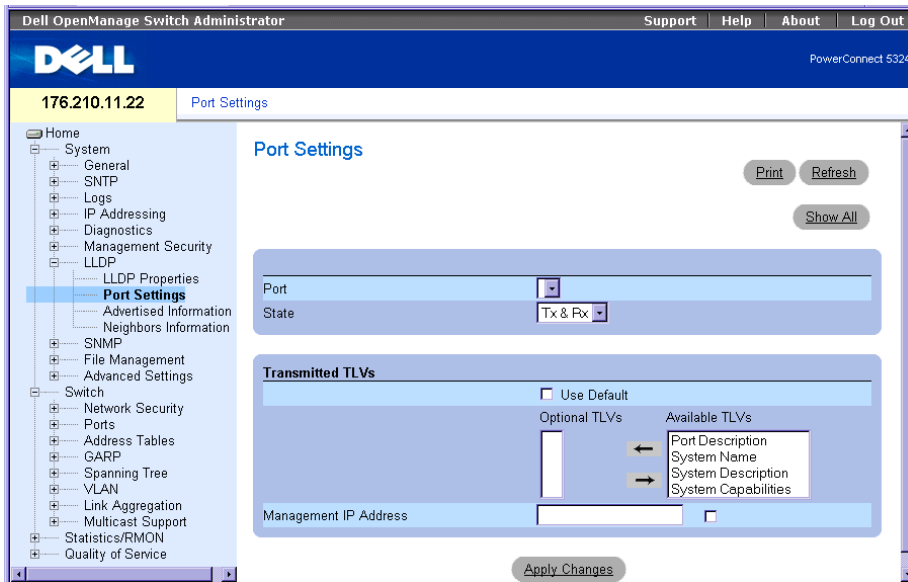 Dell OpenManage Switch Administrator
Support | Help | About | Log Out
DELL
PowerConnect 5324
176.210.11.22
Port Settings
Home
System
General
SNTP
Logs
IP Addressing
Diagnostics
Management Security
LLDP
LLDP Properties
Port Settings
Advertised Information
Neighbors Information
SNMP
File Management
Advanced Settings
Switch
Network Security
Ports
Address Tables
GARP
Spanning Tree
VLAN
Link Aggregation
Multicast Support
Statistics/RMON
Quality of Service
Port Settings
Print
Refresh
Show All
Port
State
Tx & Rx
Transmitted TLVs
Use Default
Optional TLVs
Available TLVs
Port Description
System Name
System Description
System Capabilities
Management IP Address
Apply Changes